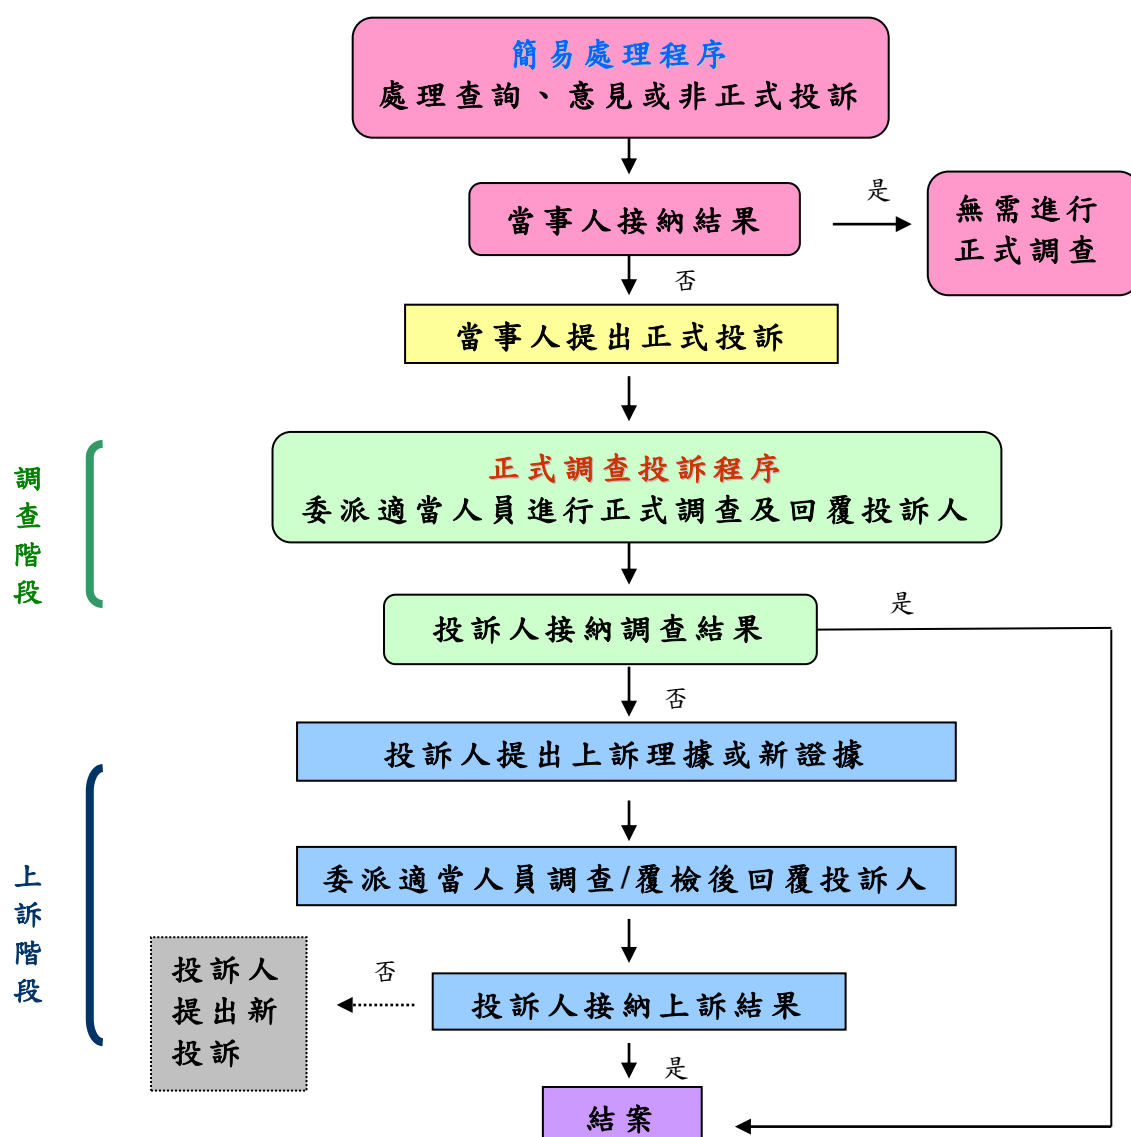 簡易處理程序
處理查詢、意見或非正式投訴
當事人接納結果
是
無需進行
正式調查
否
當事人提出正式投訴
調查階段
正式調查投訴程序
委派適當人員進行正式調查及回覆投訴人
投訴人接納調查結果
是
否
投訴人提出上訴理據或新證據
上訴階段
委派適當人員調查/覆檢後回覆投訴人
投訴人接納上訴結果
否
投訴人
提出新
投訴
是
結案